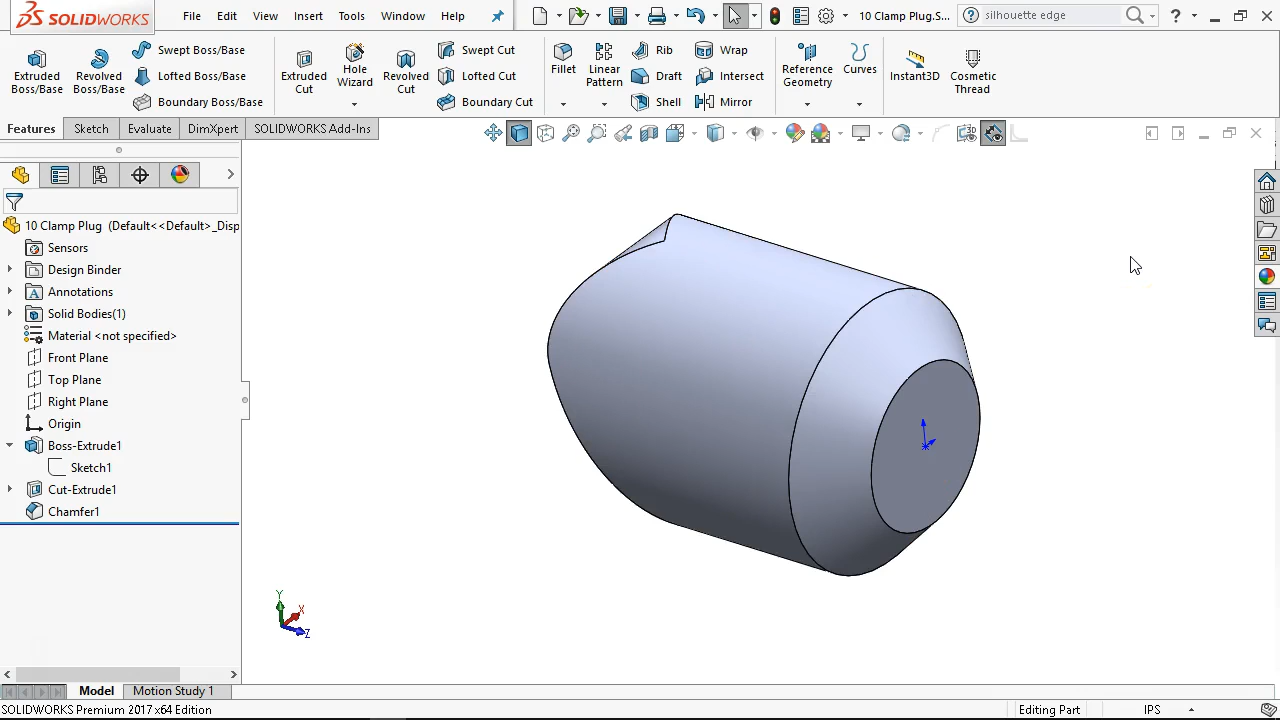 SOLIDWORKS
File Edit View Insert Tools Window Help
10 Clamp Plug.S...
silhouette edge
Extruded Boss/Base
Revolved Boss/Base
Swept Boss/Base
Lofted Boss/Base
Boundary Boss/Base
Extruded Cut
Hole Wizard
Revolved Cut
Swept Cut
Lofted Cut
Boundary Cut
Fillet
Linear Pattern
Rib
Draft
Shell
Wrap
Intersect
Mirror
Reference Geometry
Curves
Instant3D
Cosmetic Thread
Features Sketch Evaluate DimXpert SOLIDWORKS Add-Ins
10 Clamp Plug (Default<<Default>_Disp
Sensors
Design Binder
Annotations
Solid Bodies(1)
Material <not specified>
Front Plane
Top Plane
Right Plane
Origin
Boss-Extrude1
Sketch1
Cut-Extrude1
Chamfer1
Y
X
Z
Model Motion Study 1
SOLIDWORKS Premium 2017 x64 Edition
Editing Part
IPS